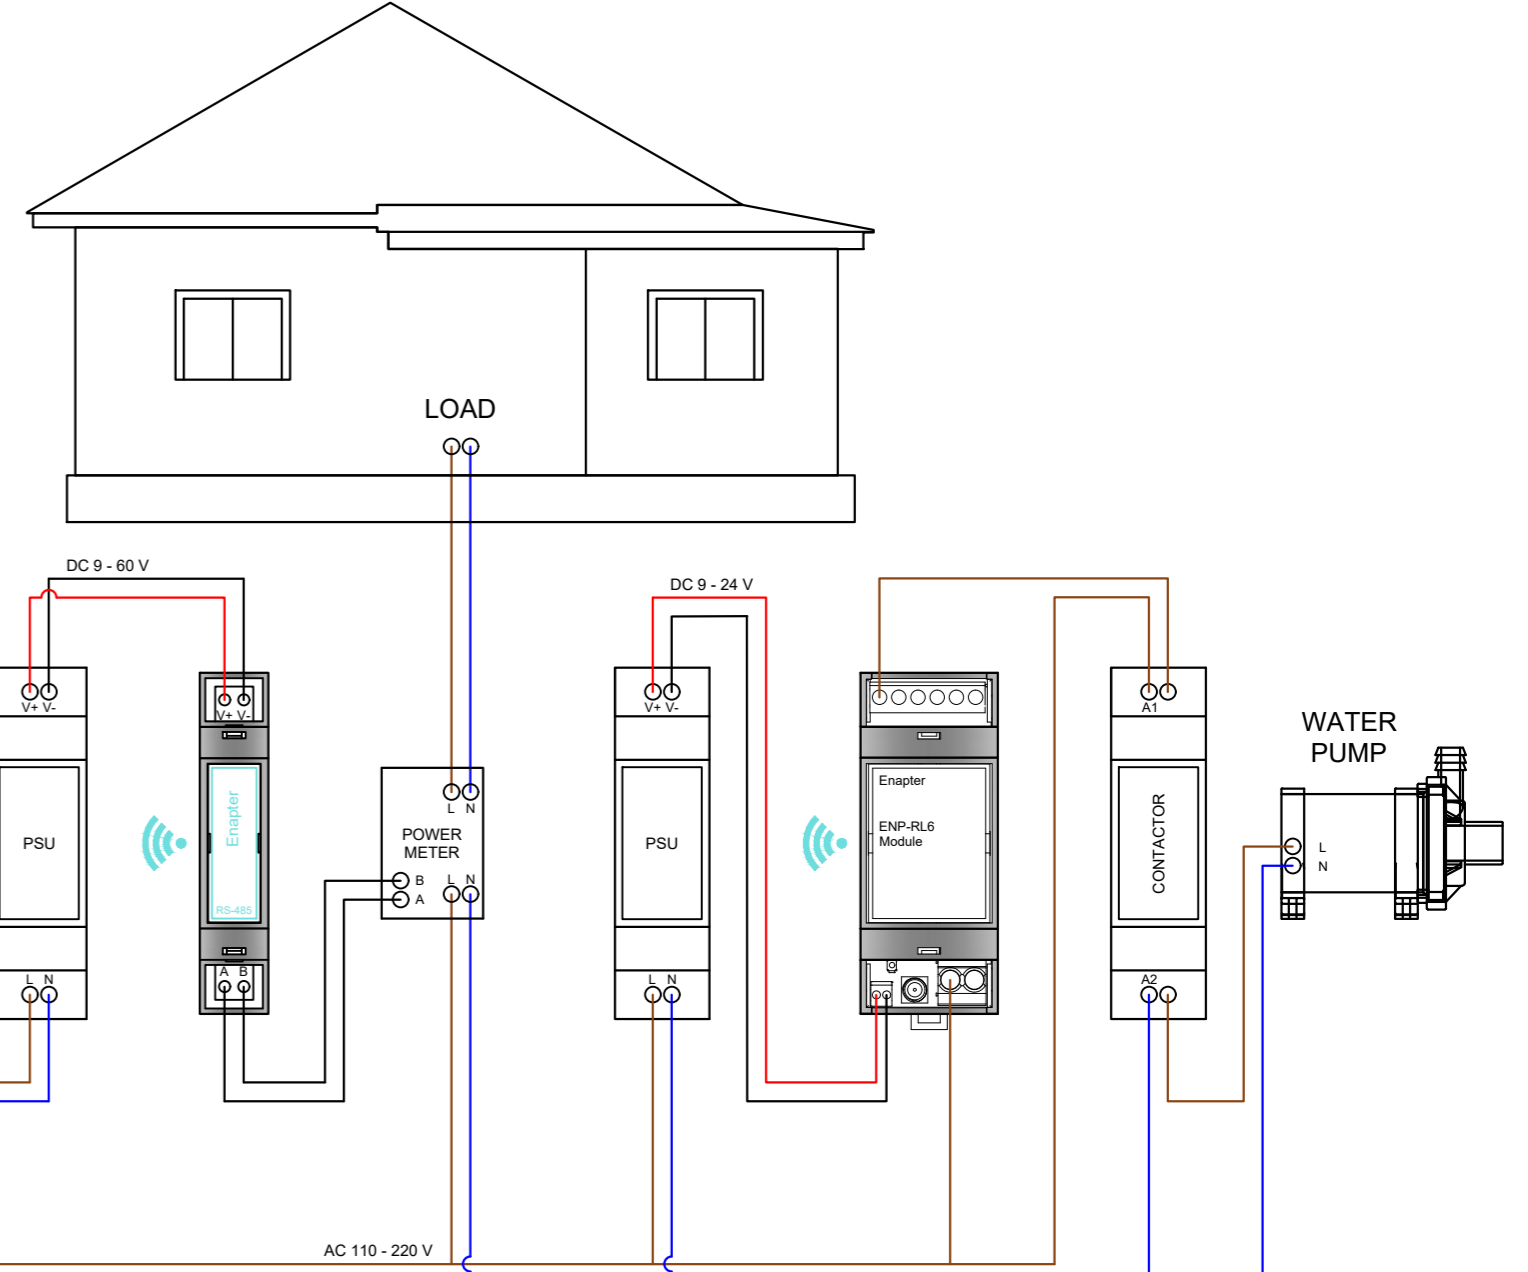 LOAD
DC 9 - 60 V
DC 9 - 24 V
V+ V-
V+ V-
V+ V-
A1
WATER
PUMP
Enapter
RS-485
L N
POWER
METER
B
A
L N
PSU
PSU
Enapter
ENP-RL6
Module
CONTACTOR
L
N
L N
A B
L N
A2
AC 110 - 220 V